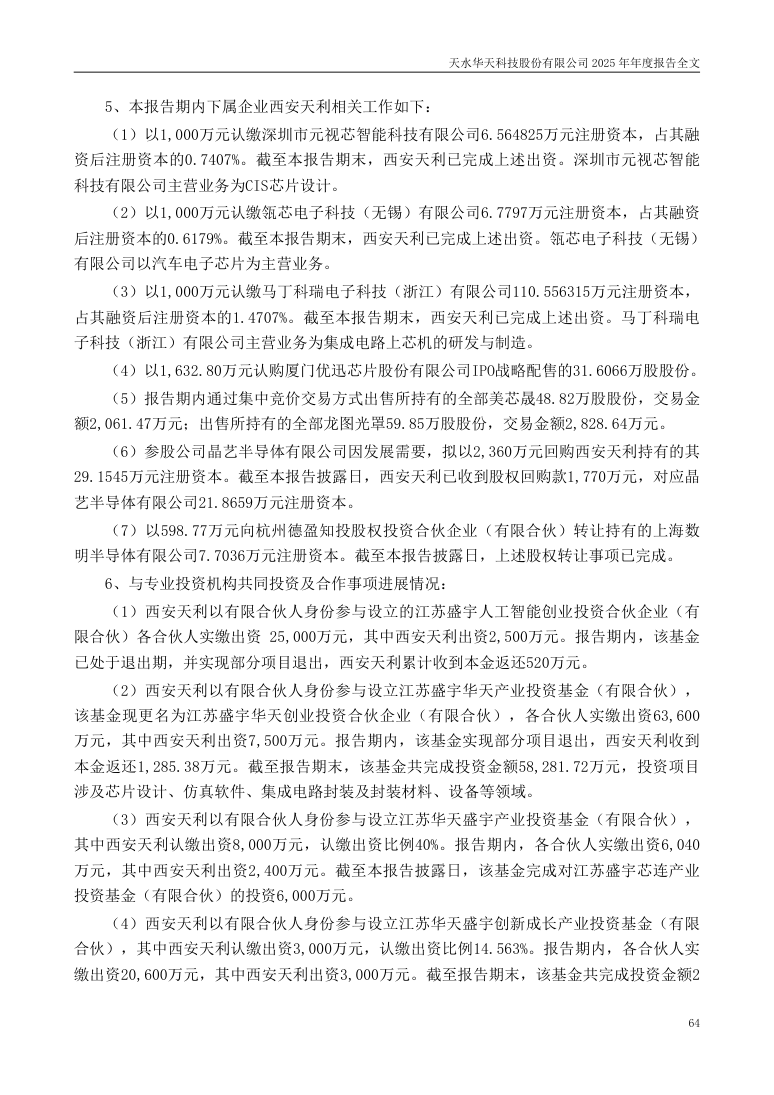 天水华天科技股份有限公司 2025 年年度报告全文
5、本报告期内下属企业西安天利相关工作如下：
（1）以1,000万元认缴深圳市元视芯智能科技有限公司6.564825万元注册资本，占其融
资后注册资本的0.7407%。截至本报告期末，西安天利已完成上述出资。深圳市元视芯智能
科技有限公司主营业务为CIS芯片设计。
（2）以1,000万元认缴瓴芯电子科技（无锡）有限公司6.7797万元注册资本，占其融资
后注册资本的0.6179%。截至本报告期末，西安天利已完成上述出资。瓴芯电子科技（无锡）
有限公司以汽车电子芯片为主营业务。
（3）以1,000万元认缴马丁科瑞电子科技（浙江）有限公司110.556315万元注册资本，
占其融资后注册资本的1.4707%。截至本报告期末，西安天利已完成上述出资。马丁科瑞电
子科技（浙江）有限公司主营业务为集成电路上芯机的研发与制造。
（4）以1,632.80万元认购厦门优迅芯片股份有限公司IPO战略配售的31.6066万股股份。
（5）报告期内通过集中竞价交易方式出售所持有的全部美芯晟48.82万股股份，交易金
额2,061.47万元；出售所持有的全部龙图光罩59.85万股股份，交易金额2,828.64万元。
（6）参股公司晶艺半导体有限公司因发展需要，拟以2,360万元回购西安天利持有的其
29.1545万元注册资本。截至本报告披露日，西安天利已收到股权回购款1,770万元，对应晶
艺半导体有限公司21.8659万元注册资本。
（7）以598.77万元向杭州德盈知投股权投资合伙企业（有限合伙）转让持有的上海数
明半导体有限公司7.7036万元注册资本。截至本报告披露日，上述股权转让事项已完成。
6、与专业投资机构共同投资及合作事项进展情况：
（1）西安天利以有限合伙人身份参与设立的江苏盛宇人工智能创业投资合伙企业（有
限合伙）各合伙人实缴出资 25,000万元，其中西安天利出资2,500万元。报告期内，该基金
已处于退出期，并实现部分项目退出，西安天利累计收到本金返还520万元。
（2）西安天利以有限合伙人身份参与设立江苏盛宇华天产业投资基金（有限合伙），
该基金现更名为江苏盛宇华天创业投资合伙企业（有限合伙），各合伙人实缴出资63,600
万元，其中西安天利出资7,500万元。报告期内，该基金实现部分项目退出，西安天利收到
本金返还1,285.38万元。截至报告期末，该基金共完成投资金额58,281.72万元，投资项目
涉及芯片设计、仿真软件、集成电路封装及封装材料、设备等领域。
（3）西安天利以有限合伙人身份参与设立江苏华天盛宇产业投资基金（有限合伙），
其中西安天利认缴出资8,000万元，认缴出资比例40%。报告期内，各合伙人实缴出资6,040
万元，其中西安天利出资2,400万元。截至本报告披露日，该基金完成对江苏盛宇芯连产业
投资基金（有限合伙）的投资6,000万元。
（4）西安天利以有限合伙人身份参与设立江苏华天盛宇创新成长产业投资基金（有限
合伙），其中西安天利认缴出资3,000万元，认缴出资比例14.563%。报告期内，各合伙人实
缴出资20,600万元，其中西安天利出资3,000万元。截至报告期末，该基金共完成投资金额2
64